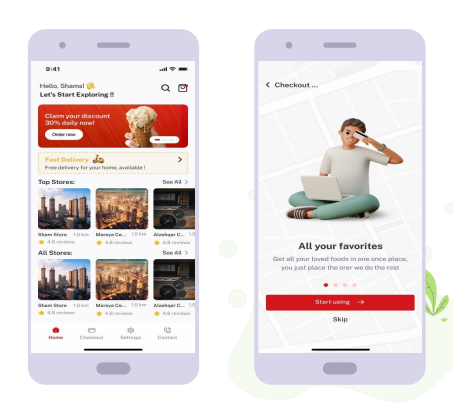 9:41
Hello, Shams!
Let's Start Exploring !!
Claim your discount
30% daily now!
Order now
Fast Delivery
Free delivery for your home, available !
Top Stores:
See All >
Sham Store 1.0 km
4.8 reviews
Mareya Ce... 1.0 km
4.8 reviews
Alashqar C... 1.0
4.8 reviews
All Stores:
See All >
Sham Store 1.0 km
4.8 reviews
Mareya Ce... 1.0 km
4.8 reviews
Alashqar C... 1.0
4.8 reviews
Home
Checkout
Settings
Contact
< Checkout ...
All your favorites
Get all your loved foods in one once place,
you just place the orer we do the rest
Start using →
Skip